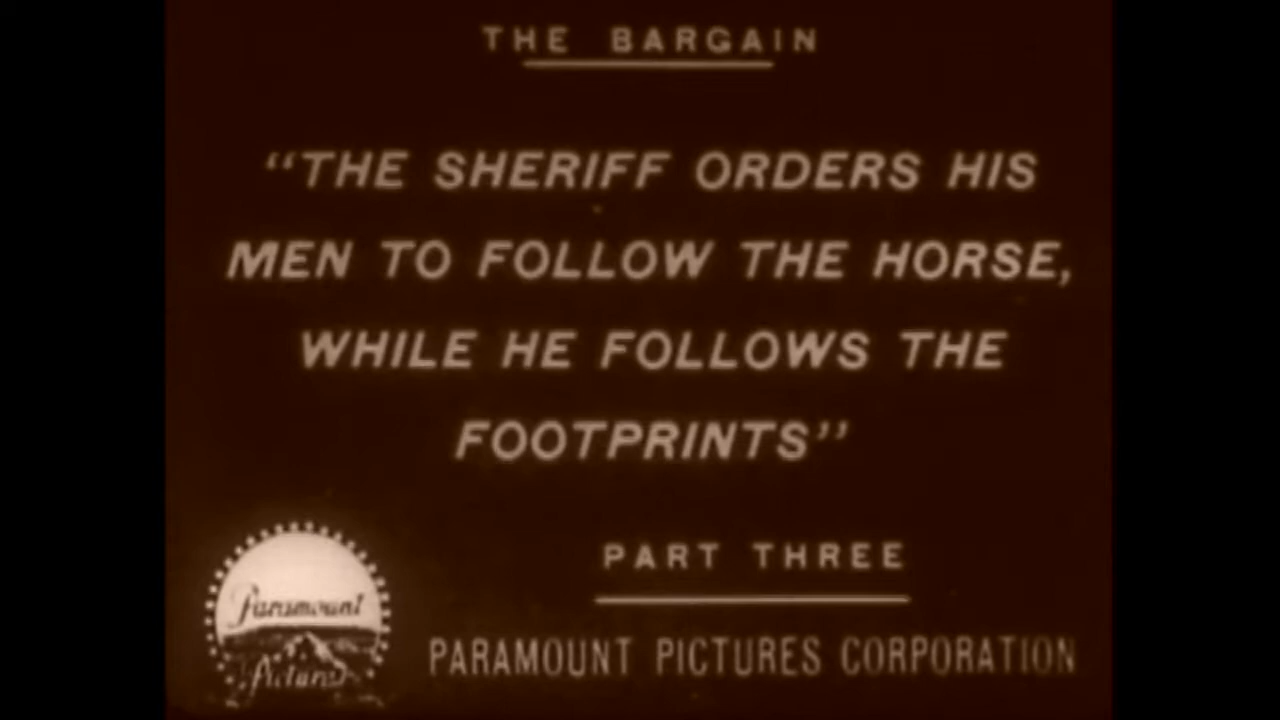 THE BARGAIN
"THE SHERIFF ORDERS HIS
MEN TO FOLLOW THE HORSE,
WHILE HE FOLLOWS THE
FOOTPRINTS"
PART THREE
Paramount
Pictures
PARAMOUNT PICTURES CORPORATION